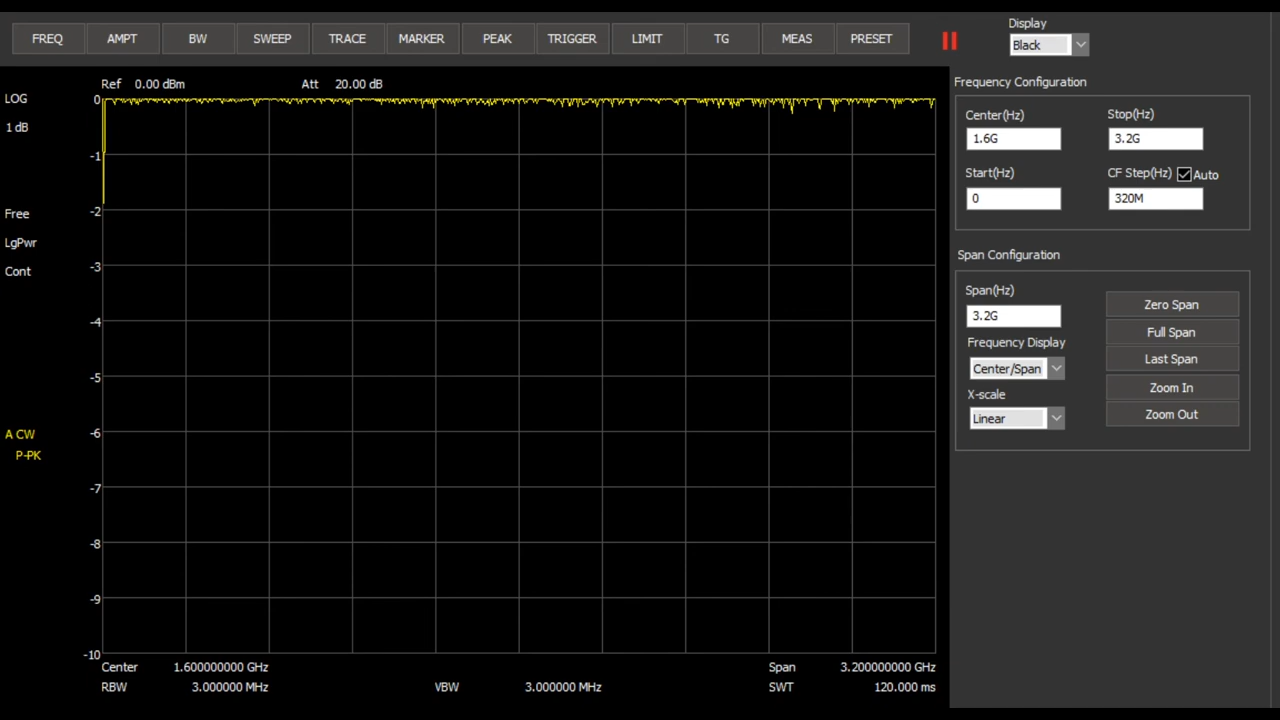 Display
FREQ AMPT BW SWEEP TRACE MARKER PEAK TRIGGER LIMIT TG MEAS PRESET
Black
Ref 0.00 dBm Att 20.00 dB
LOG
1 dB
Free
LgPwr
Cont
A CW
P-PK
0
-1
-2
-3
-4
-5
-6
-7
-8
-9
-10
Center 1.600000000 GHz Span 3.200000000 GHz
RBW 3.000000 MHz VBW 3.000000 MHz SWT 120.000 ms
Frequency Configuration
Center(Hz) Stop(Hz)
1.6G 3.2G
Start(Hz) CF Step(Hz) Auto
0 320M
Span Configuration
Span(Hz)
3.2G
Frequency Display
Center/Span
X-scale
Linear
Zero Span
Full Span
Last Span
Zoom In
Zoom Out